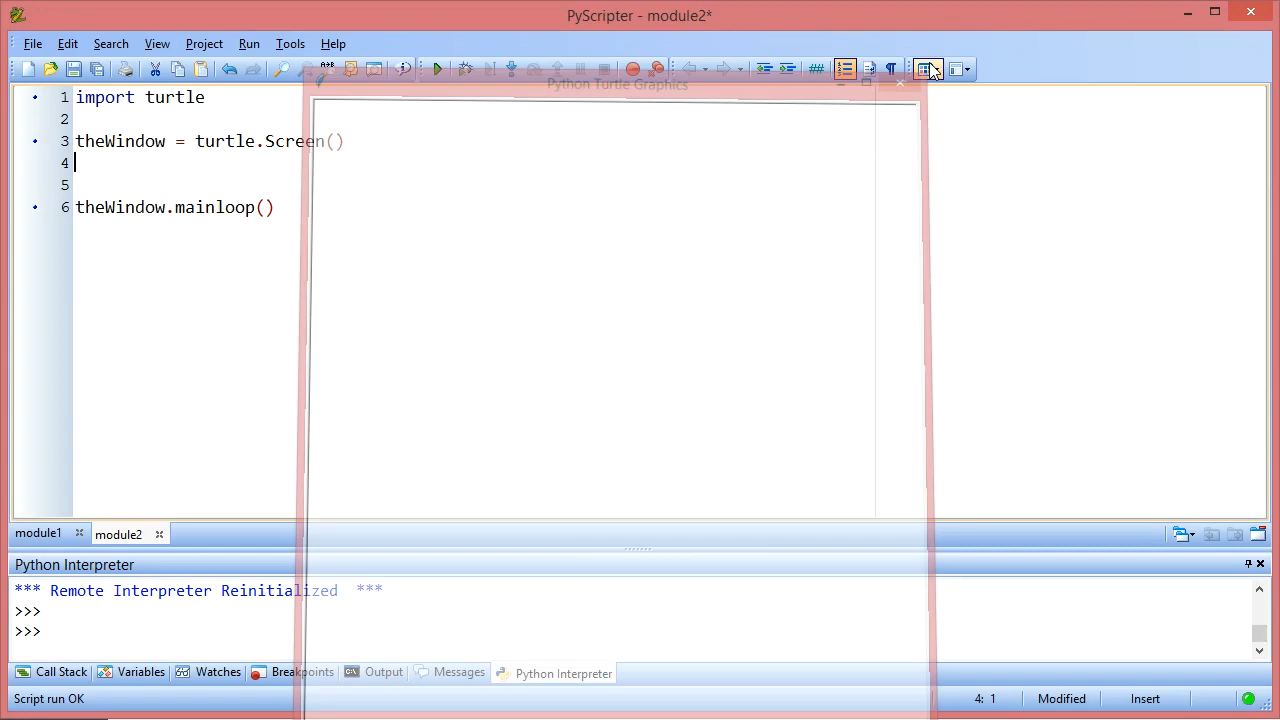 PyScripter - module2*
File Edit Search View Project Run Tools Help
Python Turtle Graphics
1 import turtle
2
3 theWindow = turtle.Screen()
4
5
6 theWindow.mainloop()
module1 module2
Python Interpreter
*** Remote Interpreter Reinitialized ***
>>>
>>>
Call Stack Variables Watches Breakpoints Output Messages Python Interpreter
Script run OK 4: 1 Modified Insert